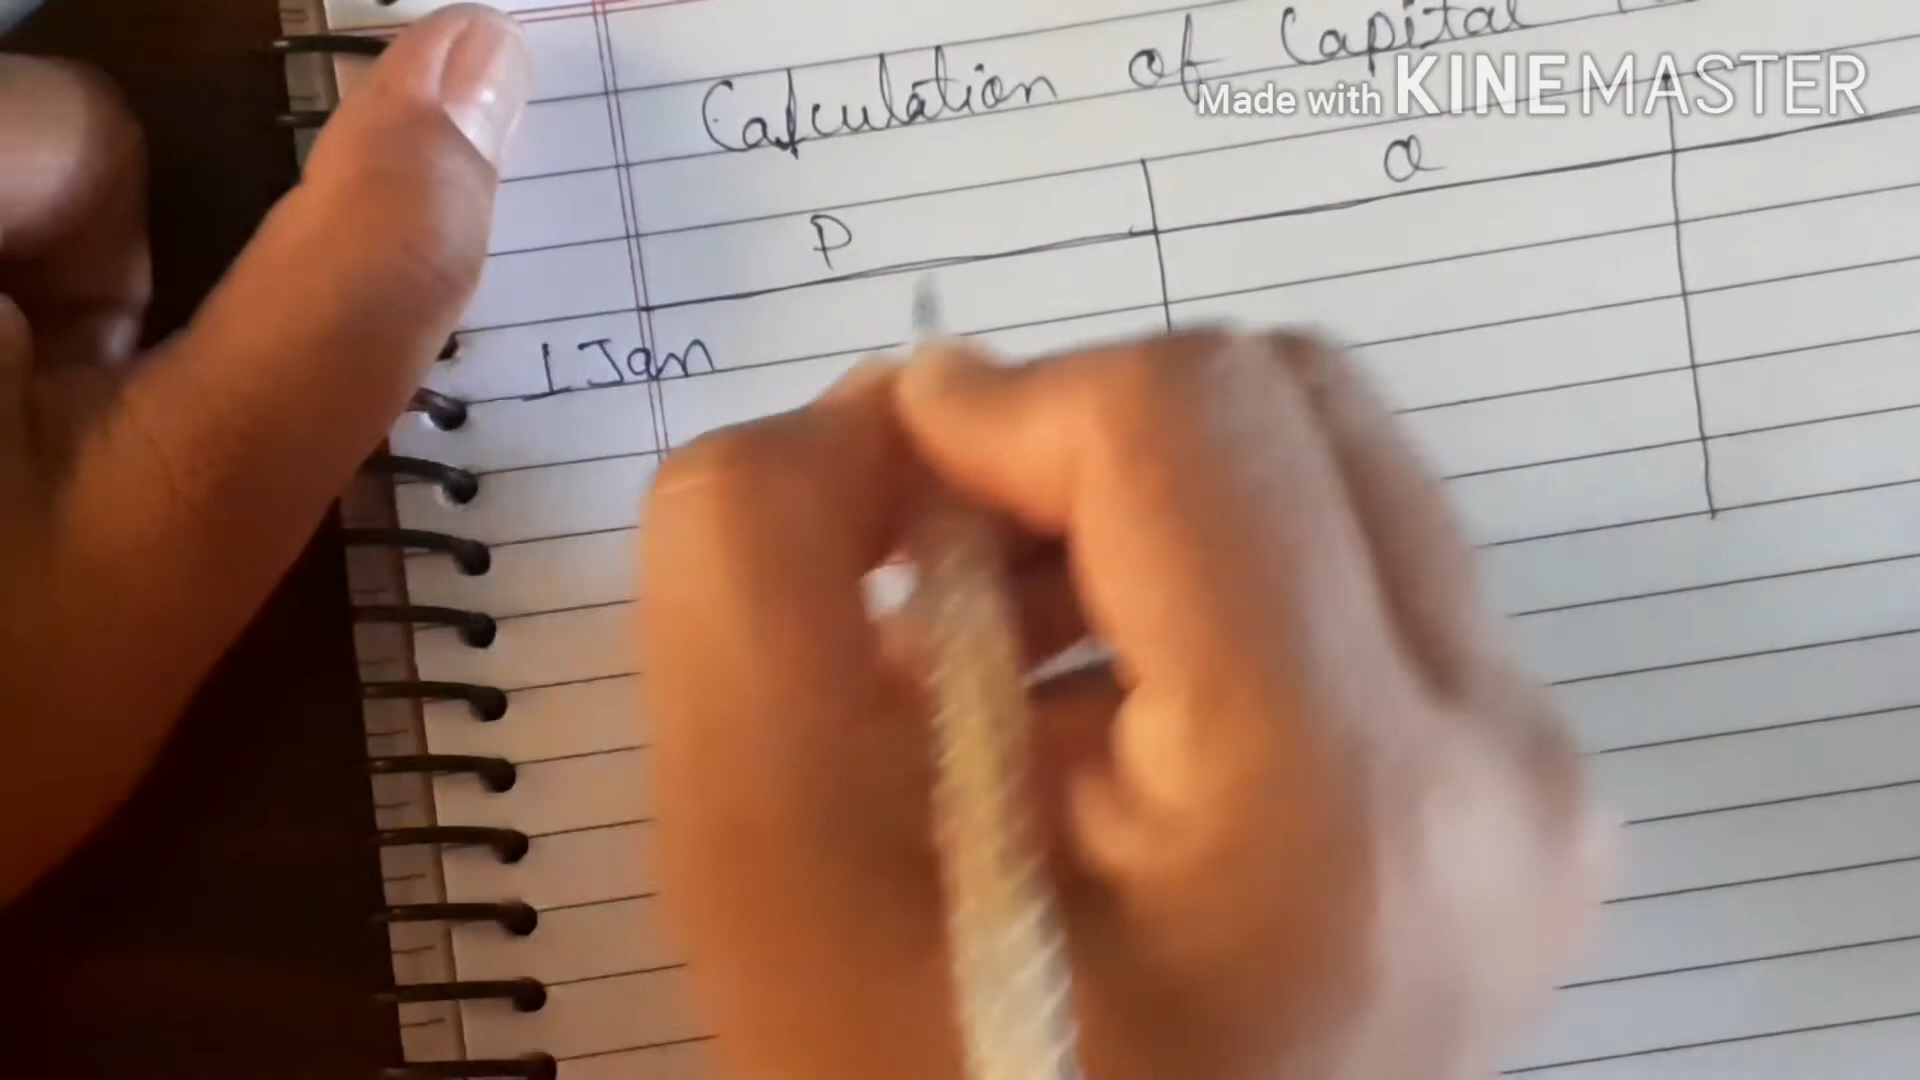 Calculation of Capital
Made with KINEMASTER
P
Q
1 Jan